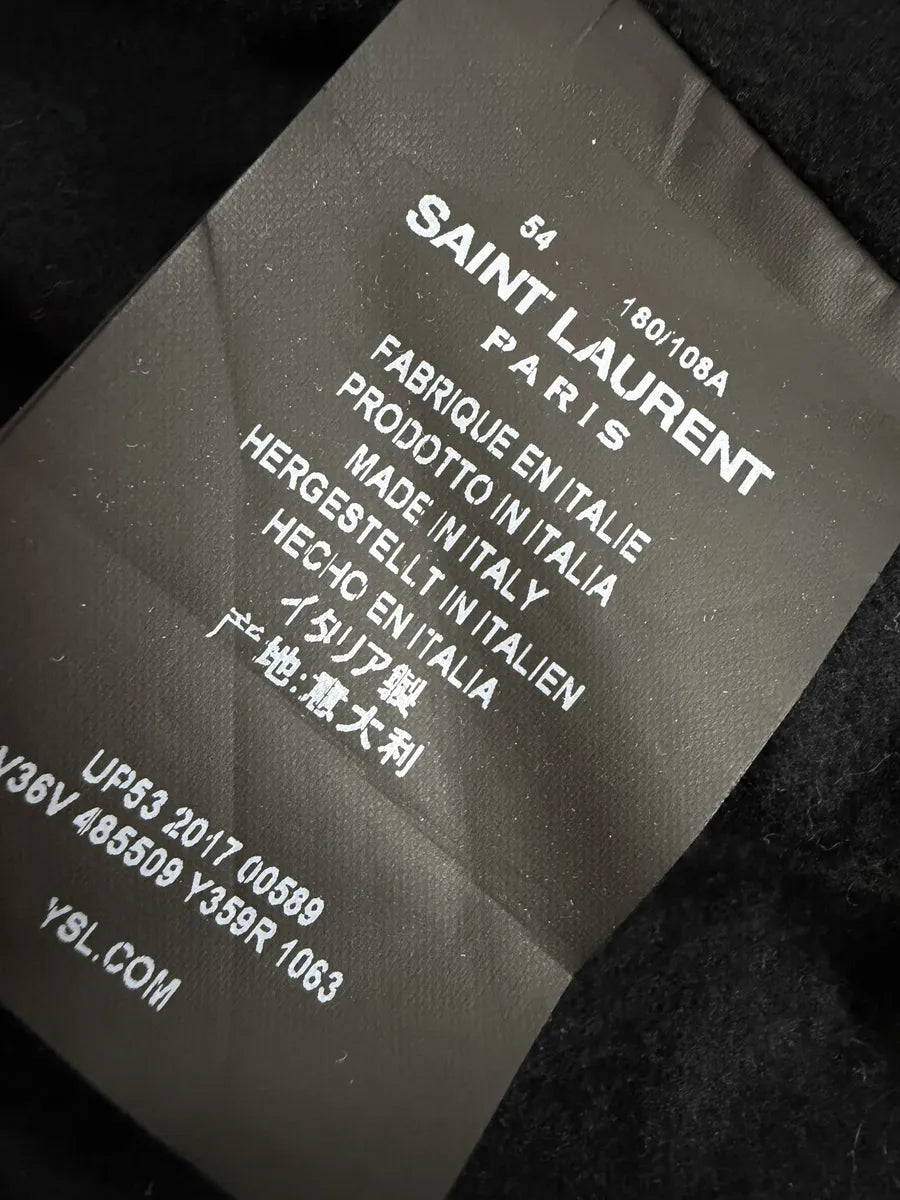 54
180/108A
SAINT LAURENT
PARIS
FABRIQUE EN ITALIE
PRODOTTO IN ITALIA
MADE IN ITALY
HERGESTELLT IN ITALIEN
HECHO EN ITALIA
イタリア製
产地:意大利
UP53 2017 00589
485509 Y359R 1063
YSL.COM